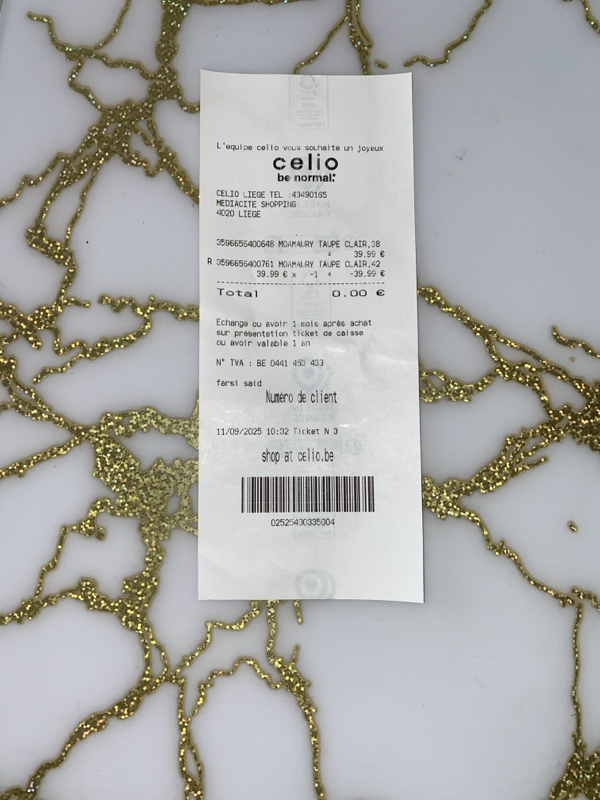 L'equipe celio vous souhaite un joyeux
celio
be normal:
CELIO LIEGE TEL :43490165
MEDIACITE SHOPPING
4020 LIEGE
3596656400648 MOAMAURY TAUPE CLAIR,38
= 39.99 €
R 3596656400761 MOAMAURY TAUPE CLAIR,42
39.99 € x -1 = -39.99 €
Total 0.00 €
Echange ou avoir 1 mois après achat
sur présentation ticket de caisse
ou avoir valable 1 an
N° TVA : BE 0441 493 433
farsi said
Numéro de client
11/09/2025 10:32 Ticket N 3
shop at celio.be
02525400335004